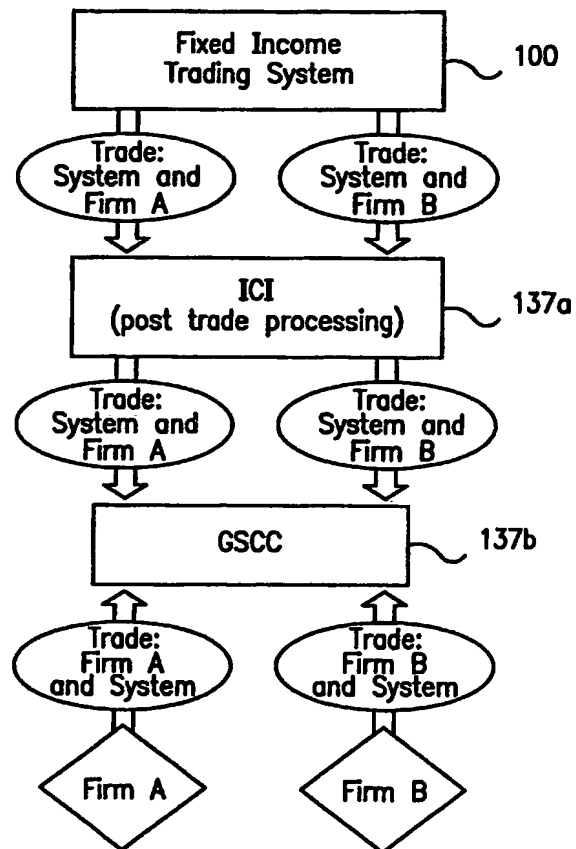 Fixed Income
Trading System
100
Trade:
System and
Firm A
Trade:
System and
Firm B
ICI
(post trade processing)
137a
Trade:
System and
Firm A
Trade:
System and
Firm B
GSCC
137b
Trade:
Firm A
and System
Trade:
Firm B
and System
Firm A
Firm B